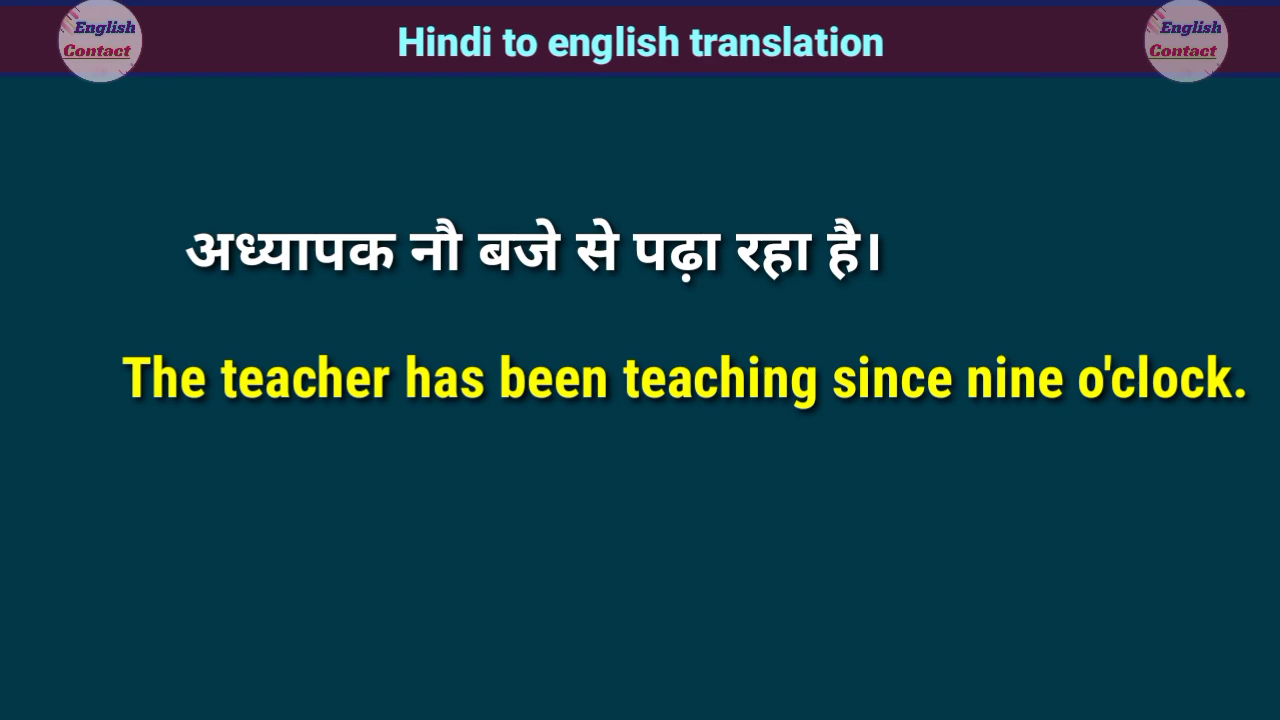 English
Contact
Hindi to english translation
English
Contact
अध्यापक नौ बजे से पढ़ा रहा है।
The teacher has been teaching since nine o'clock.